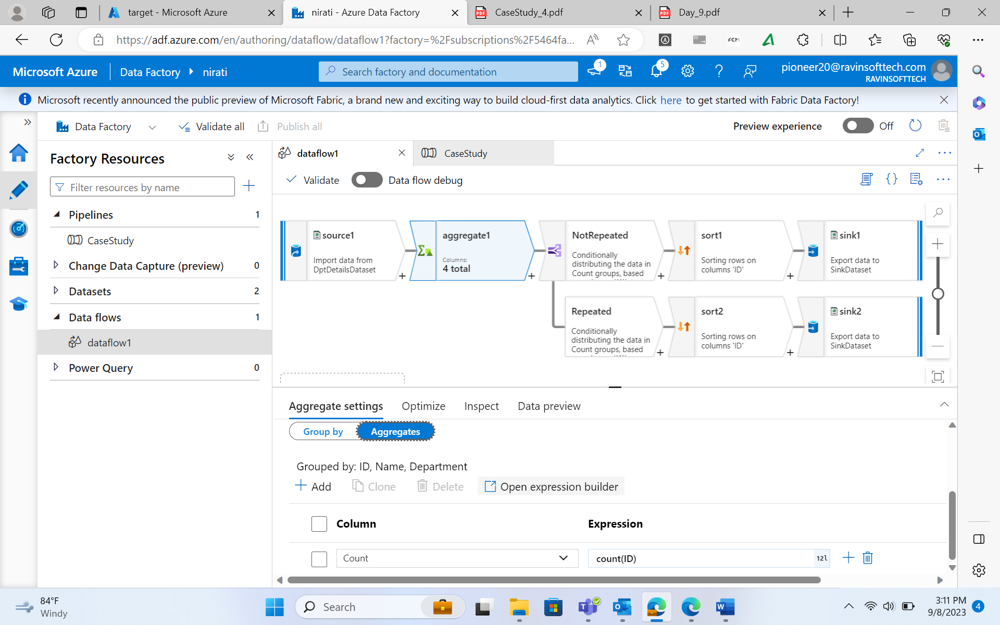 target - Microsoft Azure
nirati - Azure Data Factory
CaseStudy_4.pdf
Day_9.pdf
https://adf.azure.com/en/authoring/dataflow/dataflow1?factory=%2Fsubscriptions%2F5464fa...
FCM
Microsoft Azure
Data Factory
nirati
Search factory and documentation
1
5
pioneer20@ravinsofttech.com
RAVINSOFTTECH
Microsoft recently announced the public preview of Microsoft Fabric, a brand new and exciting way to build cloud-first data analytics. Click here to get started with Fabric Data Factory!
Data Factory
Validate all
Publish all
Preview experience
Off
Factory Resources
Filter resources by name
Pipelines 1
CaseStudy
Change Data Capture (preview) 0
Datasets 2
Data flows 1
dataflow1
Power Query 0
dataflow1
CaseStudy
Validate
Data flow debug
source1
Import data from
DptDetailsDataset
aggregate1
Columns:
4 total
NotRepeated
Conditionally
distributing the data in
Count groups, based
sort1
Sorting rows on
columns 'ID'
sink1
Export data to
SinkDataset
Repeated
Conditionally
distributing the data in
Count groups, based
sort2
Sorting rows on
columns 'ID'
sink2
Export data to
SinkDataset
Aggregate settings
Optimize
Inspect
Data preview
Group by
Aggregates
Grouped by: ID, Name, Department
Add
Clone
Delete
Open expression builder
Column
Expression
Count
count(ID)
12l
84°F
Windy
Search
3:11 PM
9/8/2023
4